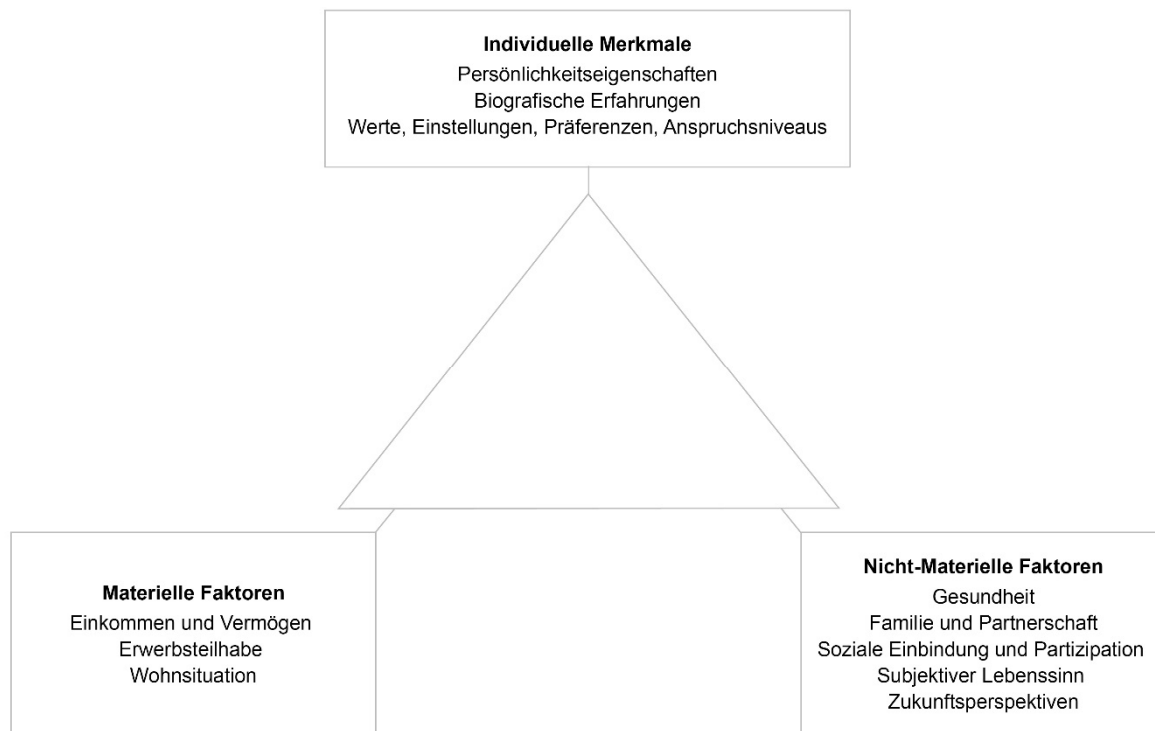 Individuelle Merkmale
Persönlichkeitseigenschaften
Biografische Erfahrungen
Werte, Einstellungen, Präferenzen, Anspruchsniveaus
Materielle Faktoren
Einkommen und Vermögen
Erwerbsteilhabe
Wohnsituation
Nicht-Materielle Faktoren
Gesundheit
Familie und Partnerschaft
Soziale Einbindung und Partizipation
Subjektiver Lebenssinn
Zukunftsperspektiven